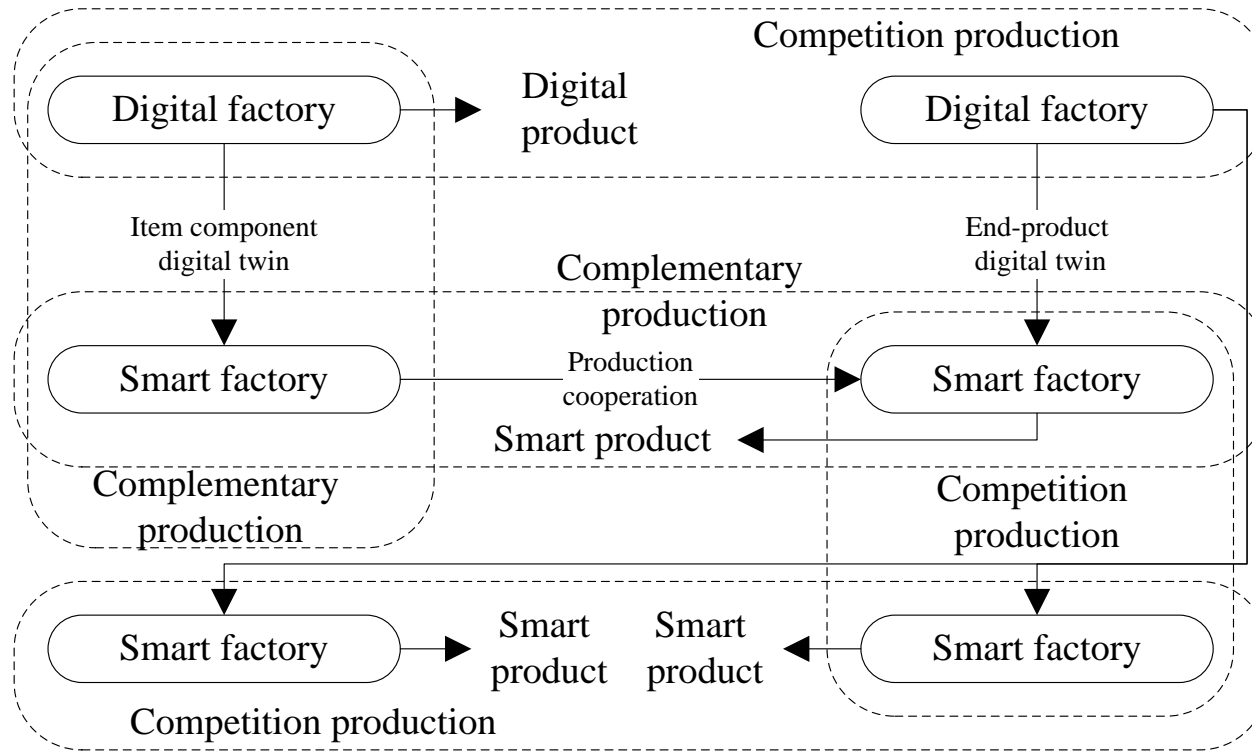 Competition production
Digital factory
Digital
product
Digital factory
Item component
digital twin
End-product
digital twin
Complementary
production
Smart factory
Production
cooperation
Smart factory
Smart product
Complementary
production
Competition
production
Smart factory
Smart
product
Smart
product
Smart factory
Competition production